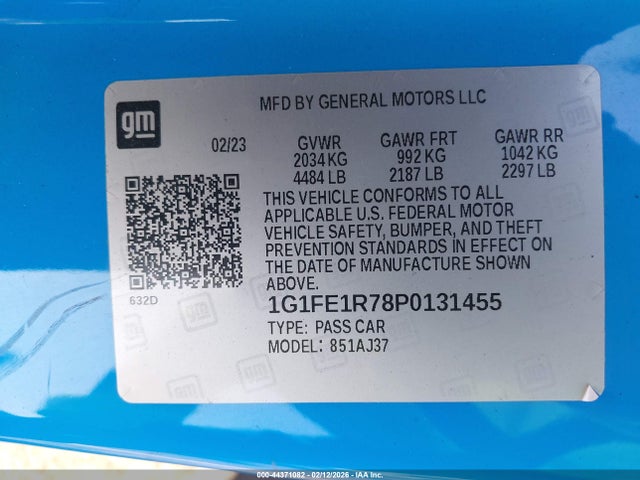 gm
MFD BY GENERAL MOTORS LLC
02/23
GVWR
2034 KG
4484 LB
GAWR FRT
992 KG
2187 LB
GAWR RR
1042 KG
2297 LB
THIS VEHICLE CONFORMS TO ALL
APPLICABLE U.S. FEDERAL MOTOR
VEHICLE SAFETY, BUMPER, AND THEFT
PREVENTION STANDARDS IN EFFECT ON
THE DATE OF MANUFACTURE SHOWN
ABOVE.
632D
1G1FE1R78P0131455
TYPE: PASS CAR
MODEL: 851AJ37
© 2026 - 44371082 - 02/12/2026 - IAA Inc.